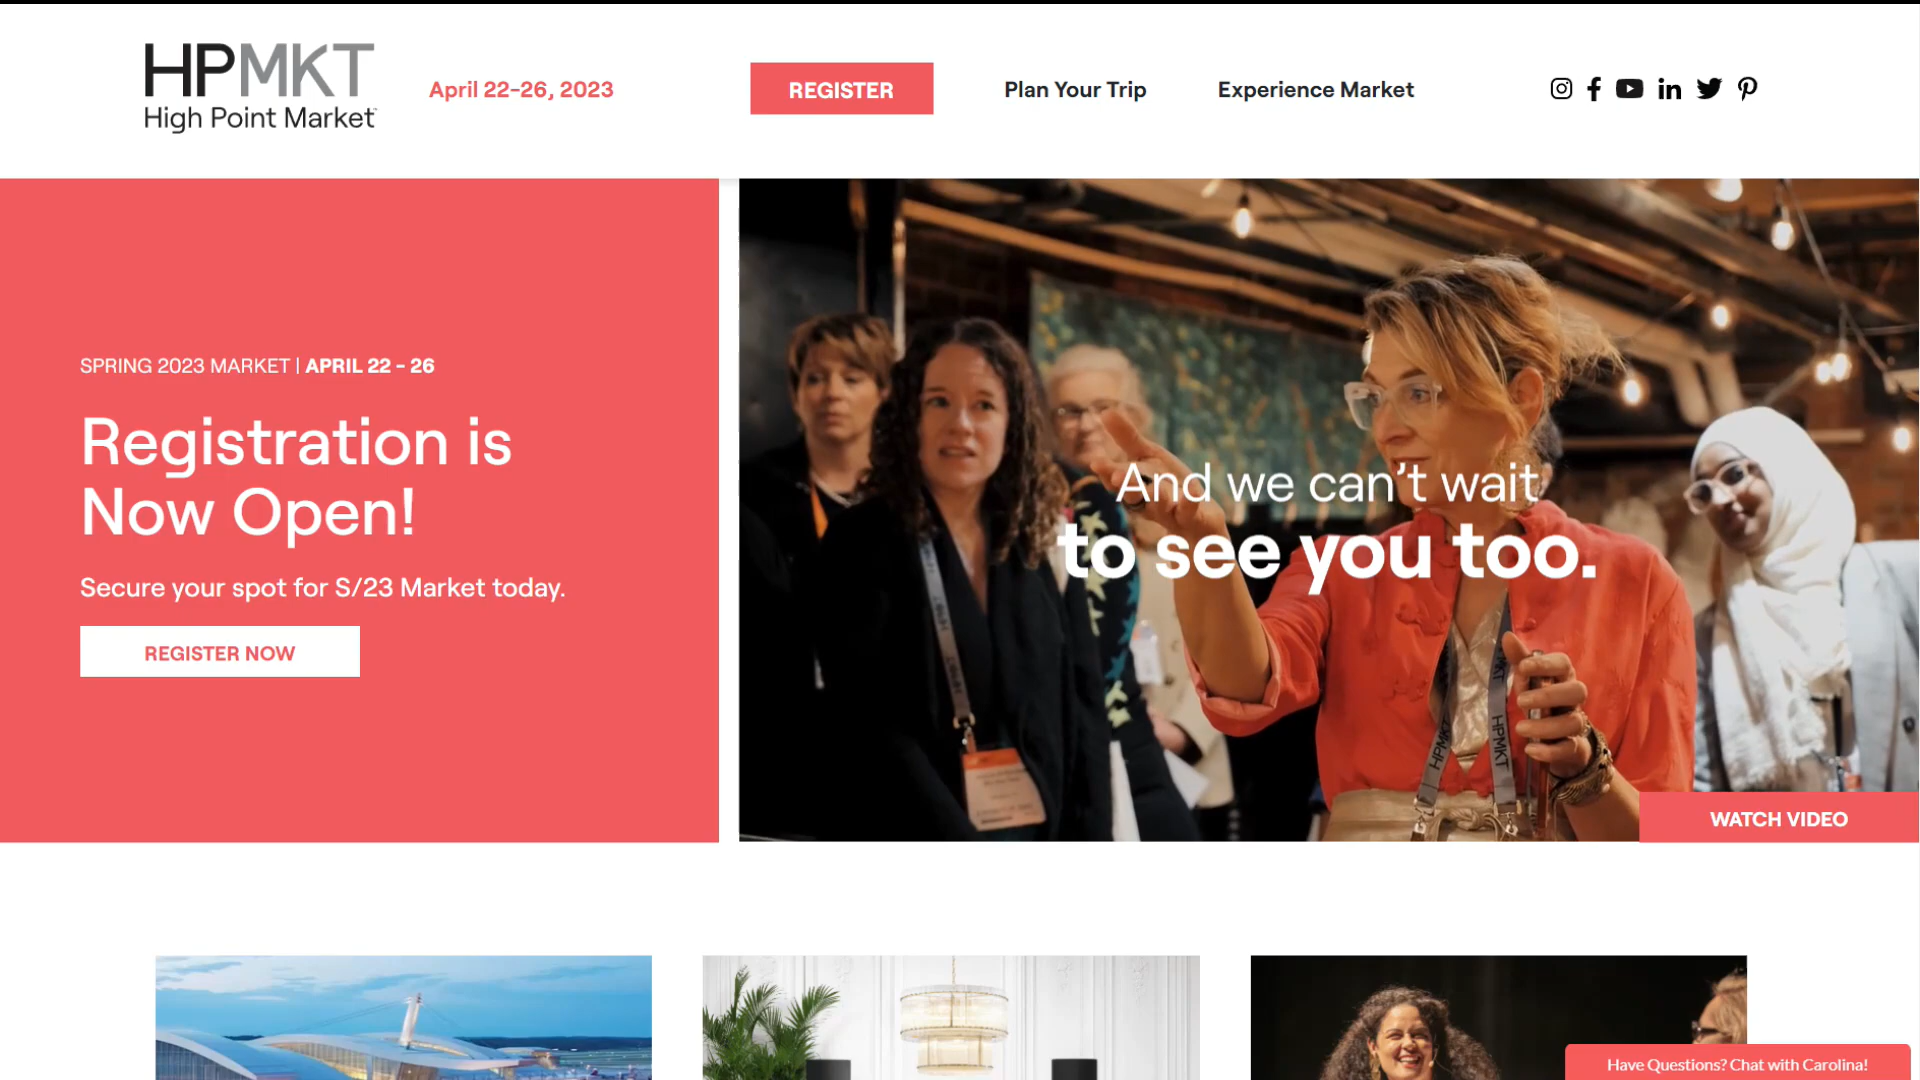 HPMKT
High Point Market
April 22-26, 2023
REGISTER
Plan Your Trip
Experience Market
SPRING 2023 MARKET | APRIL 22 - 26
Registration is
Now Open!
Secure your spot for S/23 Market today.
REGISTER NOW
And we can't wait
to see you too.
HPMKT
HPMKT
WATCH VIDEO
Have Questions? Chat with Carolina!